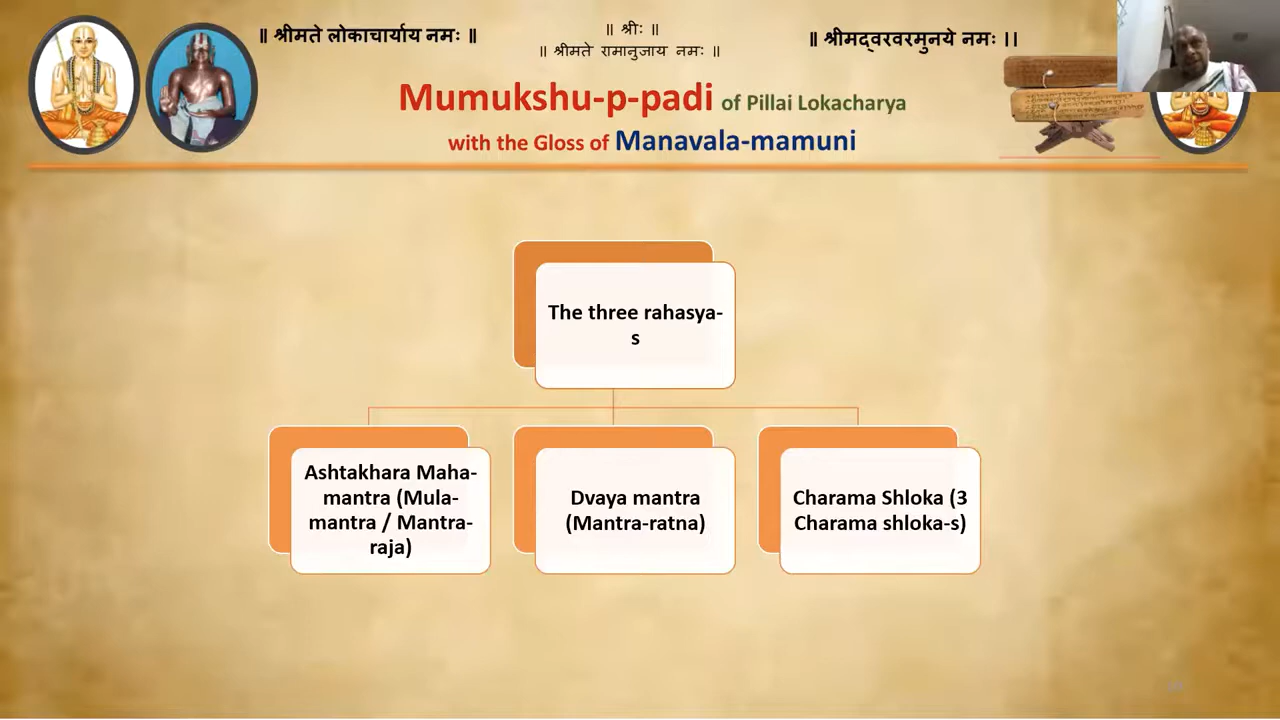 ॥ श्रीमते लोकाचार्याय नमः ॥
॥ श्रीः ॥
॥ श्रीमते रामानुजाय नमः ॥
॥ श्रीमद्वरवरमुनये नमः ।।
Mumukshu-p-padi of Pillai Lokacharya
with the Gloss of Manavala-mamuni
The three rahasya-
s
Ashtakhara Maha-
mantra (Mula-
mantra / Mantra-
raja)
Dvaya mantra
(Mantra-ratna)
Charama Shloka (3
Charama shloka-s)